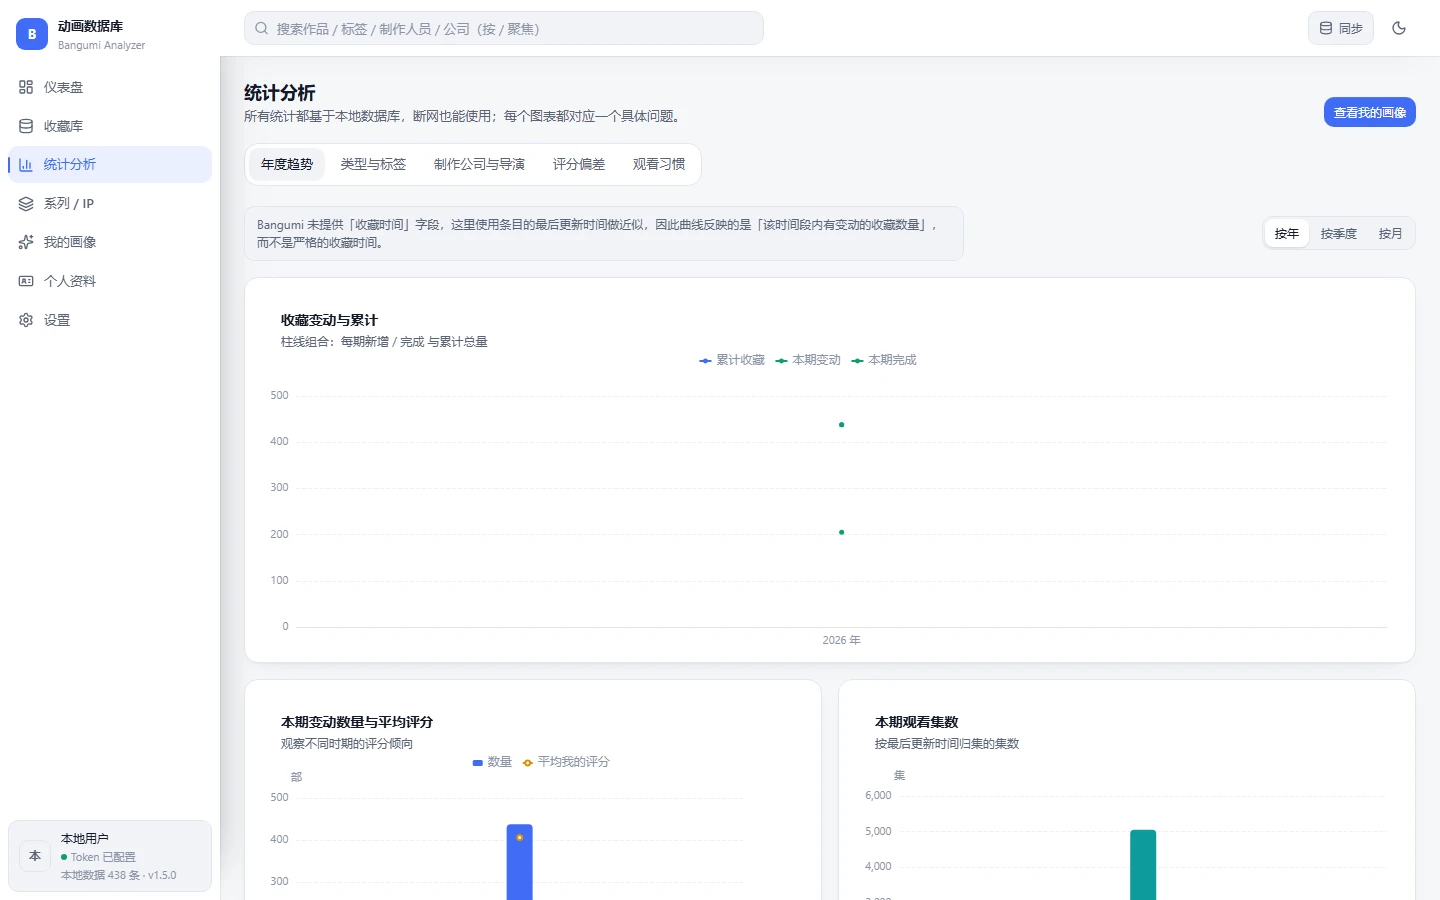 B
动画数据库
Bangumi Analyzer
仪表盘
收藏库
统计分析
系列 / IP
我的画像
个人资料
设置
本
本地用户
Token 已配置
本地数据 438 条 · v1.5.0
搜索作品 / 标签 / 制作人员 / 公司（按 / 聚焦）
同步
统计分析
所有统计都基于本地数据库，断网也能使用；每个图表都对应一个具体问题。
查看我的画像
年度趋势
类型与标签
制作公司与导演
评分偏差
观看习惯
Bangumi 未提供「收藏时间」字段，这里使用条目的最后更新时间做近似，因此曲线反映的是「该时间段内有变动的收藏数量」，
而不是严格的收藏时间。
按年
按季度
按月
收藏变动与累计
柱线组合：每期新增 / 完成 与累计总量
累计收藏
本期变动
本期完成
500
400
300
200
100
0
2026 年
本期变动数量与平均评分
观察不同时期的评分倾向
数量
平均我的评分
部
500
400
300
本期观看集数
按最后更新时间归集的集数
集
6,000
5,000
4,000